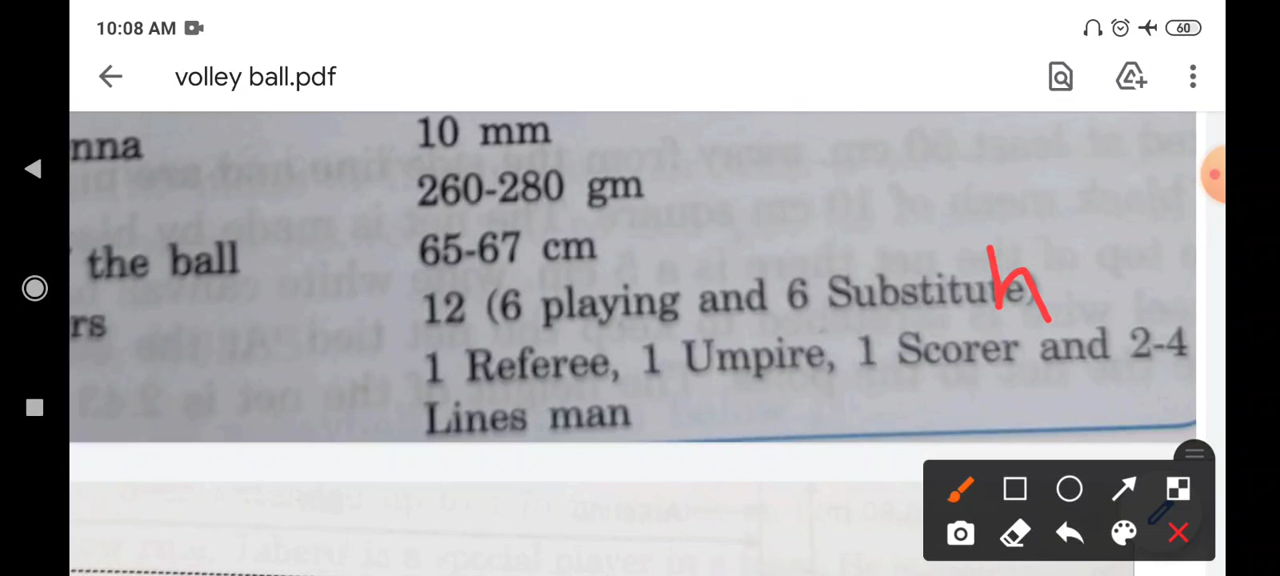 10:08 AM
60
volley ball.pdf
nna 10 mm
260-280 gm
the ball 65-67 cm
rs 12 (6 playing and 6 Substitute)
1 Referee, 1 Umpire, 1 Scorer and 2-4
Lines man
h